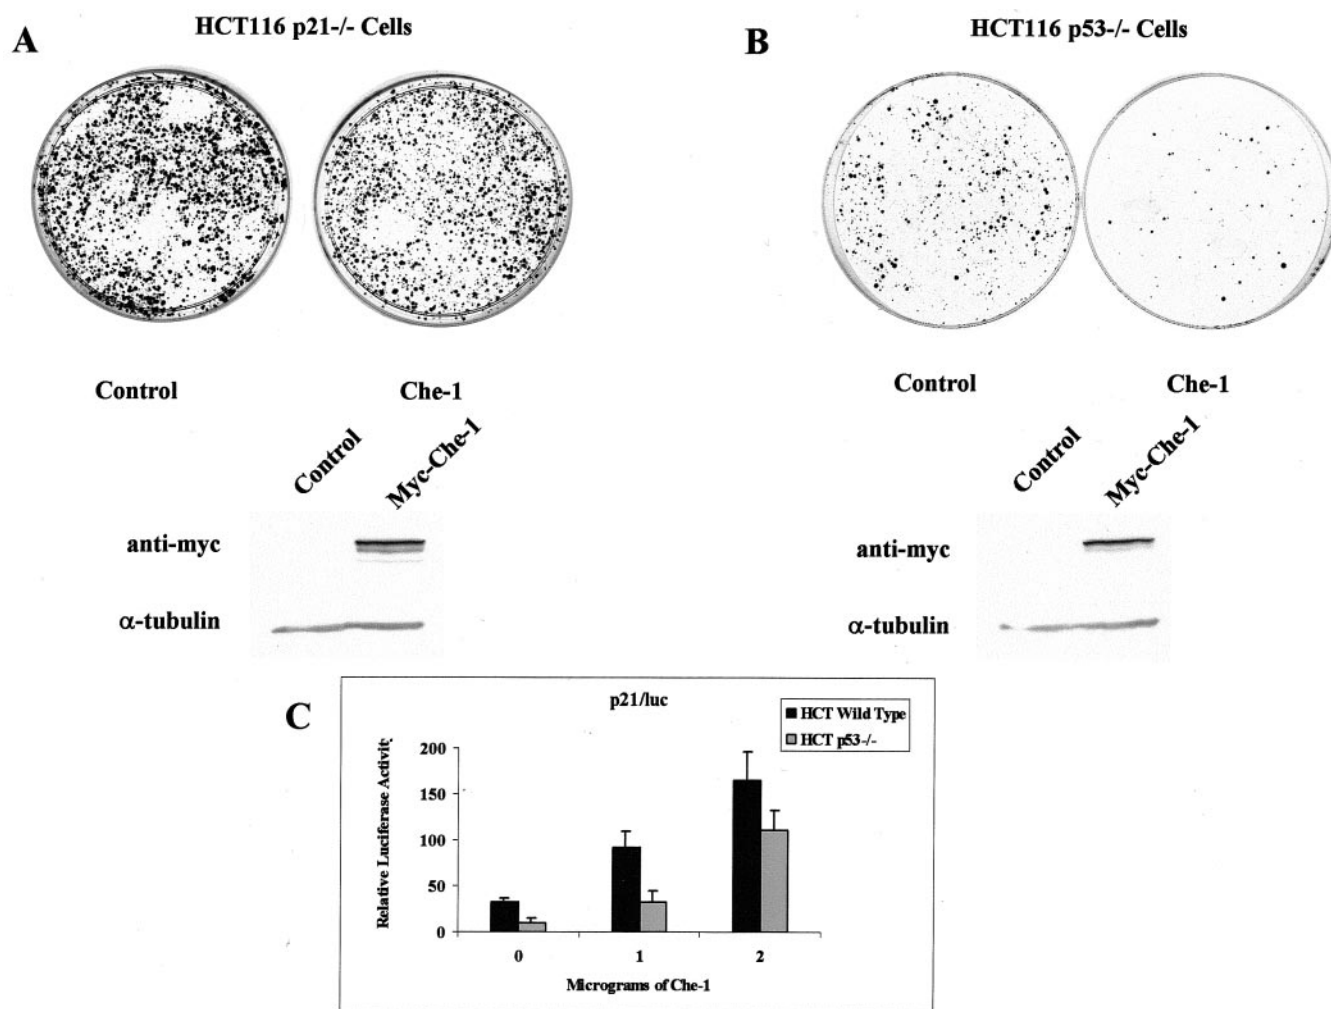 A
HCT116 p21-/- Cells
B
HCT116 p53-/- Cells
Control
Che-1
Control
Che-1
Control
Myc-Che-1
Control
Myc-Che-1
anti-myc
anti-myc
α-tubulin
α-tubulin
C
p21/luc
HCT Wild Type
HCT p53-/-
Relative Luciferase Activity
200
150
100
50
0
0
1
2
Micrograms of Che-1